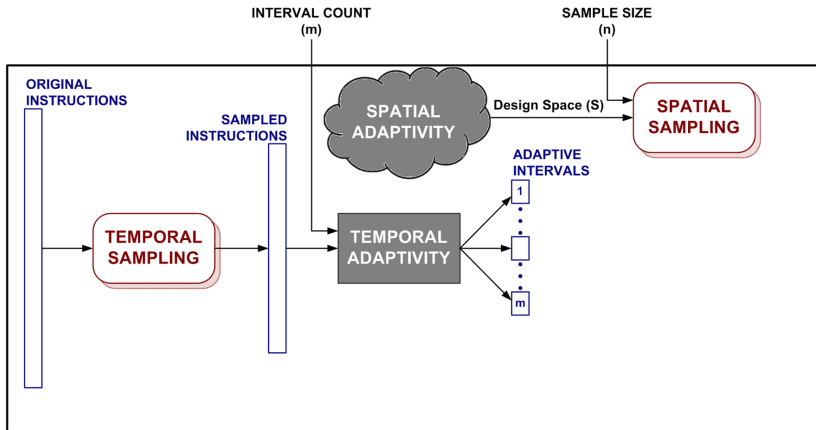 INTERVAL COUNT
(m)
SAMPLE SIZE
(n)
ORIGINAL
INSTRUCTIONS
SAMPLED
INSTRUCTIONS
SPATIAL
ADAPTIVITY
Design Space (S)
SPATIAL
SAMPLING
ADAPTIVE
INTERVALS
1
TEMPORAL
SAMPLING
TEMPORAL
ADAPTIVITY
m